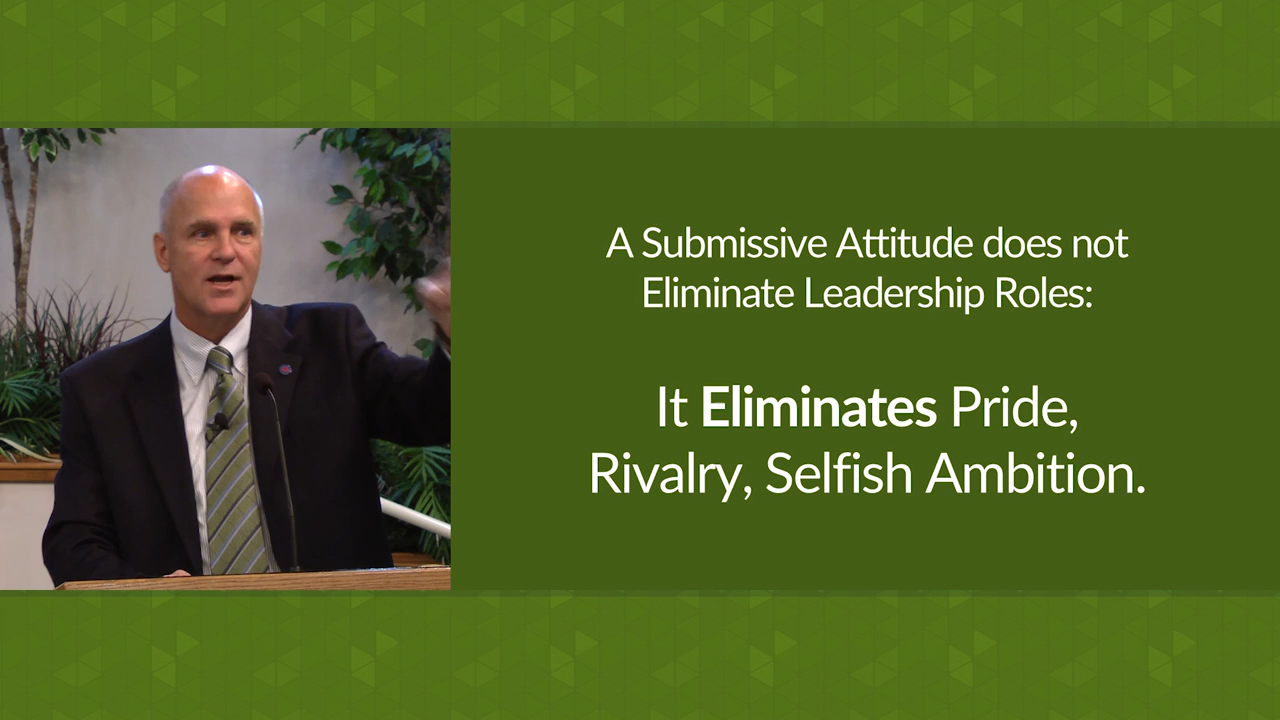 A Submissive Attitude does not
Eliminate Leadership Roles:
It Eliminates Pride,
Rivalry, Selfish Ambition.